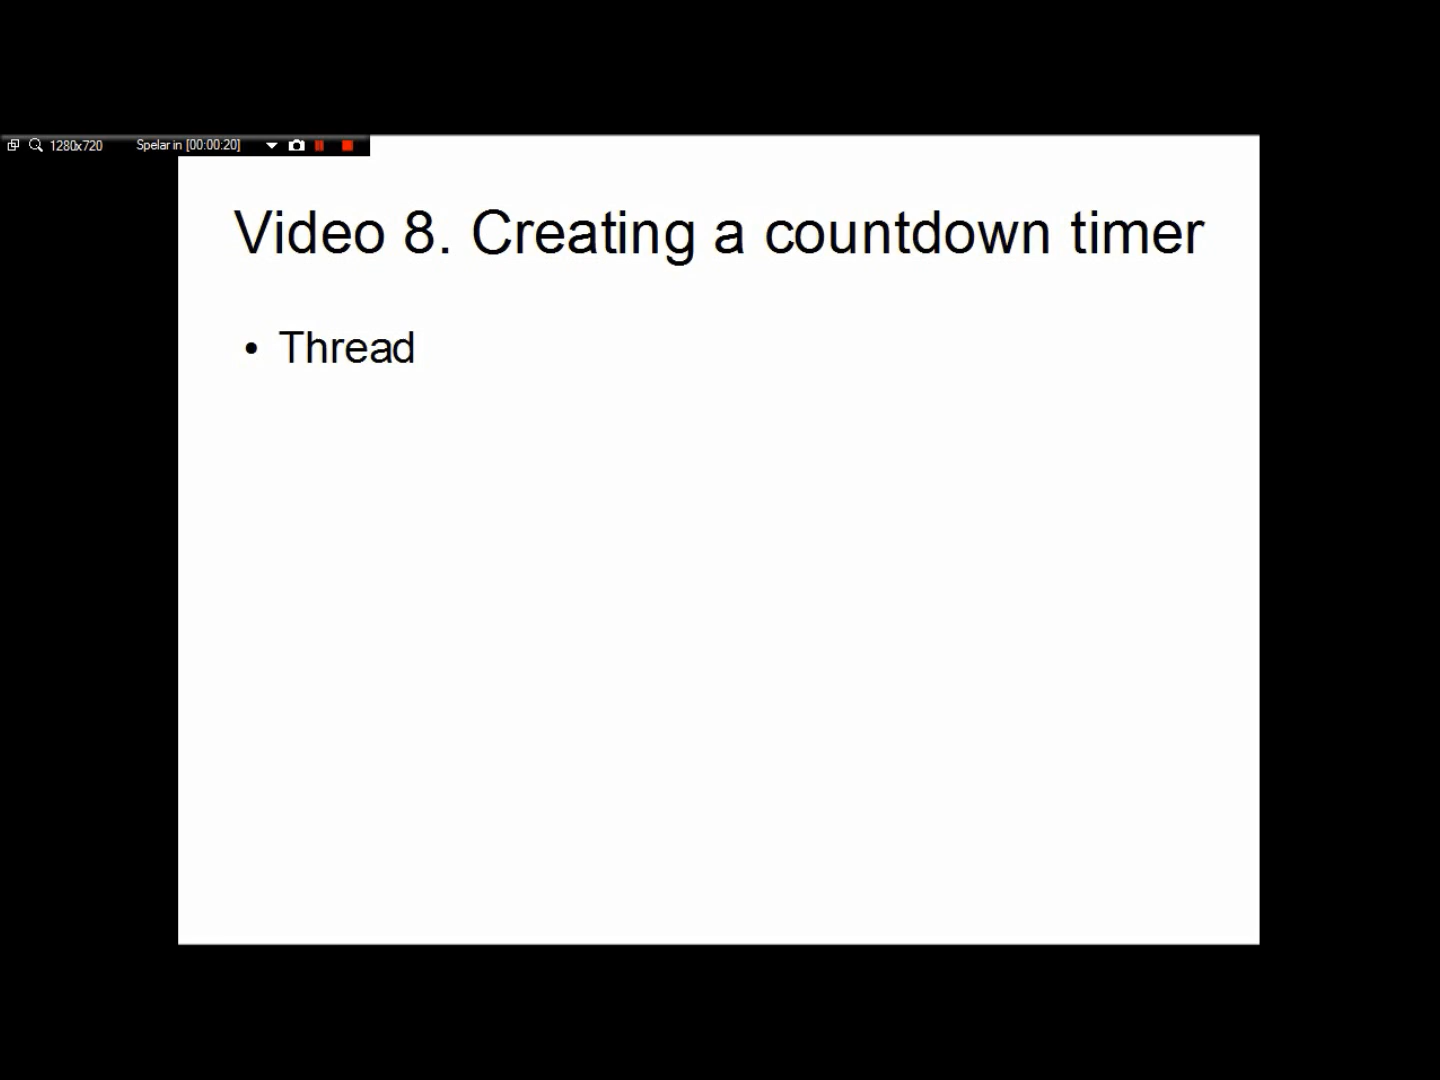 1280x720 Spelar in [00:00:20]
Video 8. Creating a countdown timer
• Thread